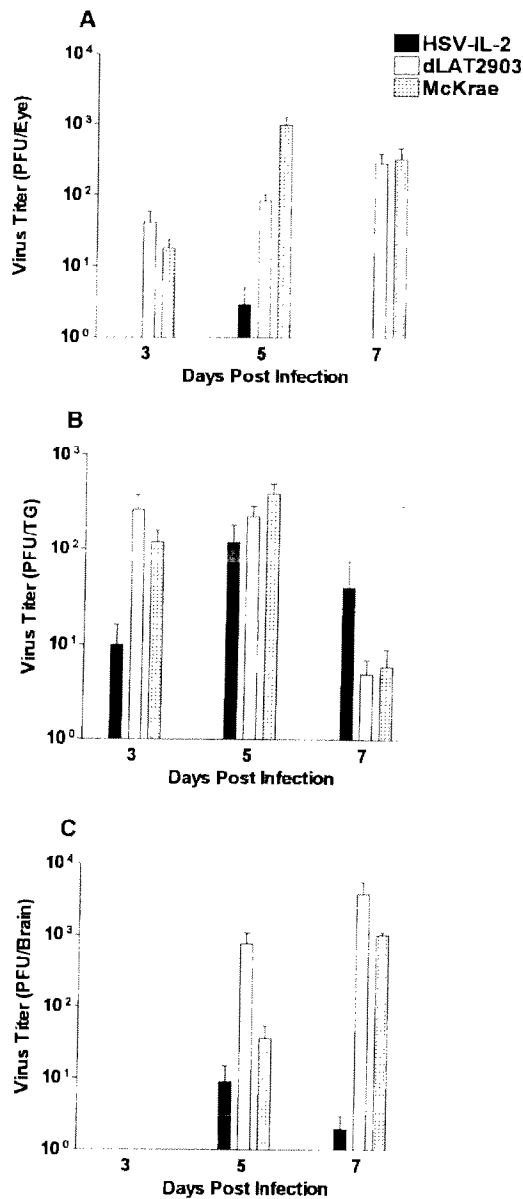 A
HSV-IL-2
dLAT2903
McKrae
Virus Titer (PFU/Eye)
10⁴
10³
10²
10¹
10⁰
3 5 7
Days Post Infection
B
Virus Titer (PFU/TG)
10³
10²
10¹
10⁰
3 5 7
Days Post Infection
C
Virus Titer (PFU/Brain)
10⁴
10³
10²
10¹
10⁰
3 5 7
Days Post Infection